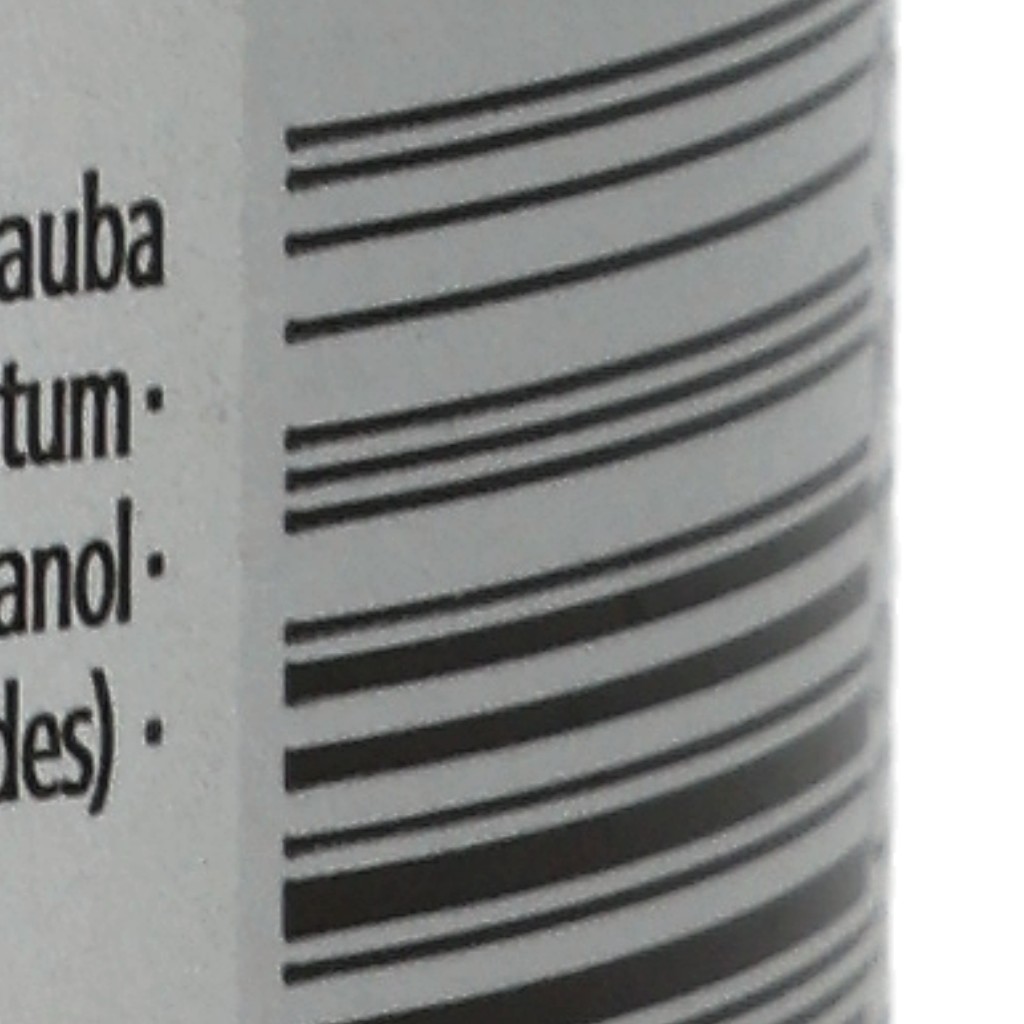 auba
tum ·
anol ·
des) ·